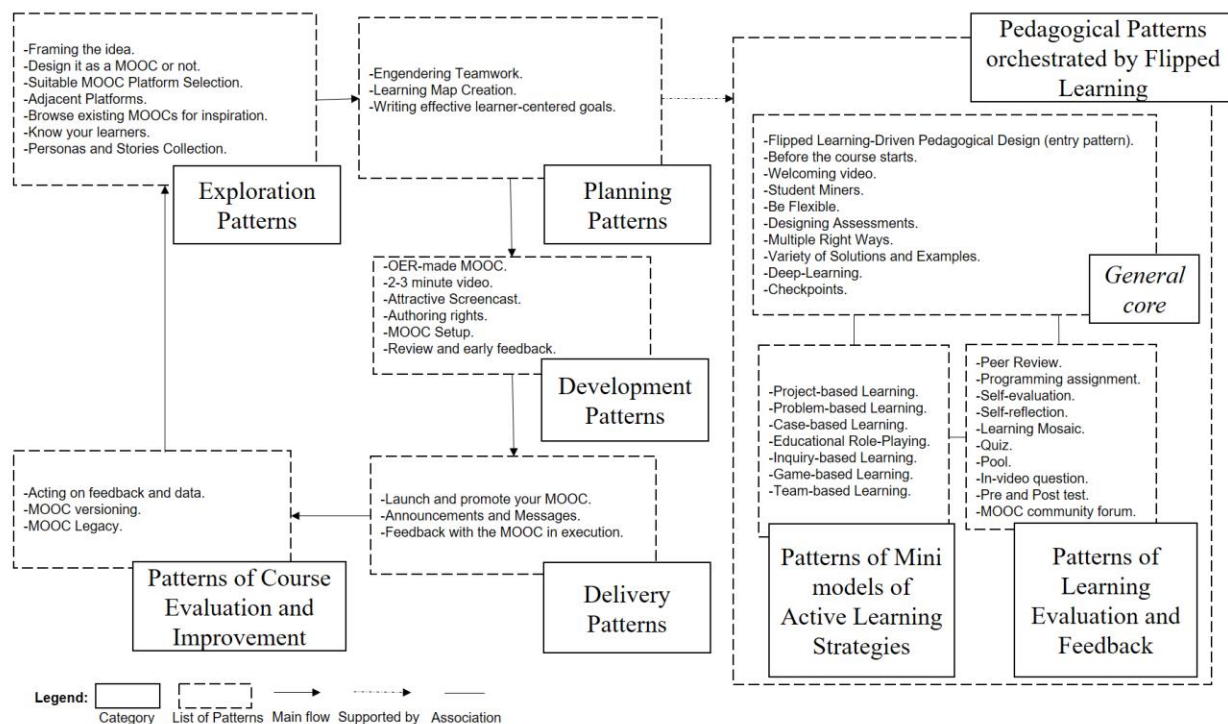 -Framing the idea.
-Design it as a MOOC or not.
-Suitable MOOC Platform Selection.
-Adjacent Platforms.
-Browse existing MOOCs for inspiration.
-Know your learners.
-Personas and Stories Collection.
Exploration
Patterns
-Engendering Teamwork.
-Learning Map Creation.
-Writing effective learner-centered goals.
Planning
Patterns
Pedagogical Patterns
orchestrated by Flipped
Learning
-Flipped Learning-Driven Pedagogical Design (entry pattern).
-Before the course starts.
-Welcoming video.
-Student Miners.
-Be Flexible.
-Designing Assessments.
-Multiple Right Ways.
-Variety of Solutions and Examples.
-Deep-Learning.
-Checkpoints.
General
core
-OER-made MOOC.
-2-3 minute video.
-Attractive Screencast.
-Authoring rights.
-MOOC Setup.
-Review and early feedback.
Development
Patterns
-Project-based Learning.
-Problem-based Learning.
-Case-based Learning.
-Educational Role-Playing.
-Inquiry-based Learning.
-Game-based Learning.
-Team-based Learning.
Patterns of Mini
models of
Active Learning
Strategies
-Peer Review.
-Programming assignment.
-Self-evaluation.
-Self-reflection.
-Learning Mosaic.
-Quiz.
-Pool.
-In-video question.
-Pre and Post test.
-MOOC community forum.
Patterns of
Learning
Evaluation and
Feedback
-Acting on feedback and data.
-MOOC versioning.
-MOOC Legacy.
Patterns of Course
Evaluation and
Improvement
-Launch and promote your MOOC.
-Announcements and Messages.
-Feedback with the MOOC in execution.
Delivery
Patterns
Legend:
Category
List of Patterns
Main flow
Supported by
Association